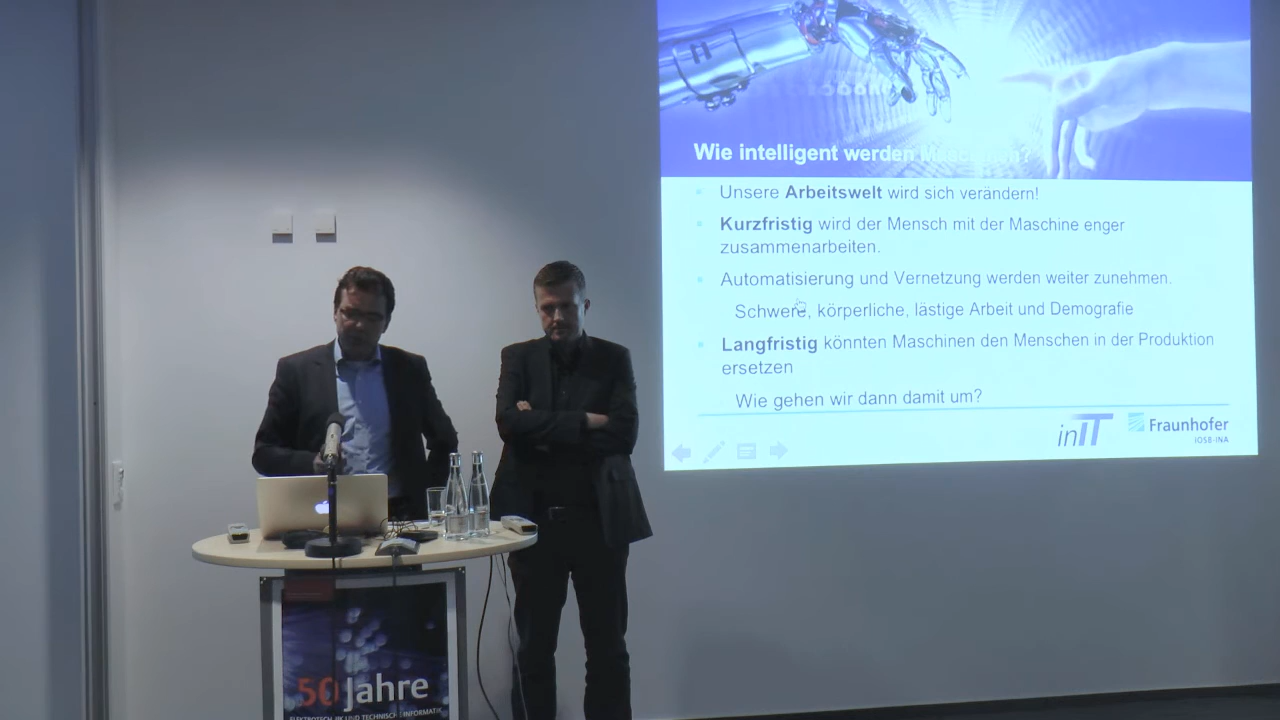 Wie intelligent werden Maschinen?
Unsere Arbeitswelt wird sich verändern!
Kurzfristig wird der Mensch mit der Maschine enger
zusammenarbeiten.
Automatisierung und Vernetzung werden weiter zunehmen.
Schwere, körperliche, lästige Arbeit und Demografie
Langfristig könnten Maschinen den Menschen in der Produktion
ersetzen
Wie gehen wir dann damit um?
inIT
Fraunhofer
IOSB-INA
50 Jahre
ELEKTROTECHNIK UND TECHNISCHE INFORMATIK